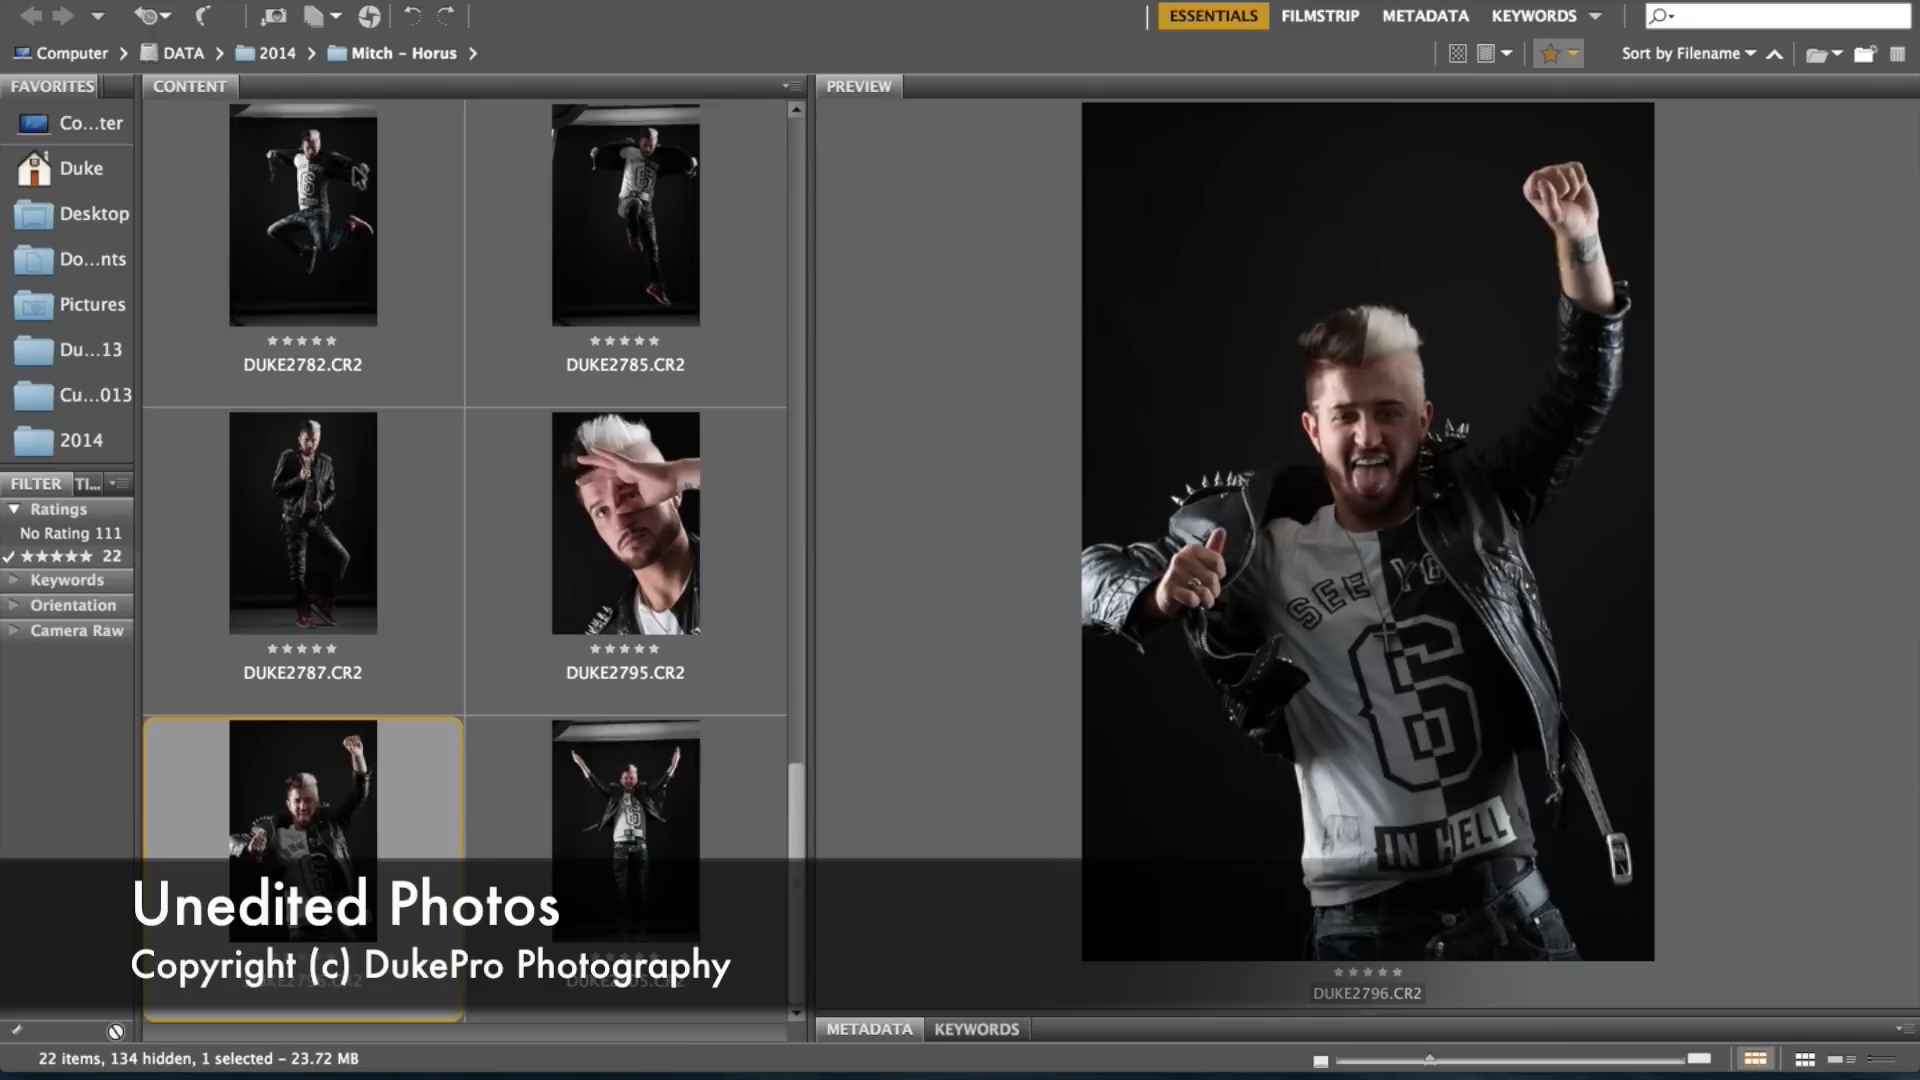 ESSENTIALS FILMSTRIP METADATA KEYWORDS
Computer DATA 2014 Mitch – Horus
Sort by Filename
FAVORITES
CONTENT
PREVIEW
Co...ter
Duke
Desktop
Do...nts
Pictures
Du...13
Cu...013
2014
FILTER TI...
Ratings
No Rating 111
22
Keywords
Orientation
Camera Raw
DUKE2782.CR2
DUKE2785.CR2
DUKE2787.CR2
DUKE2795.CR2
SEE YO
6
IN HELL
Unedited Photos
Copyright (c) DukePro Photography
DUKE2796.CR2
METADATA KEYWORDS
22 items, 134 hidden, 1 selected – 23.72 MB